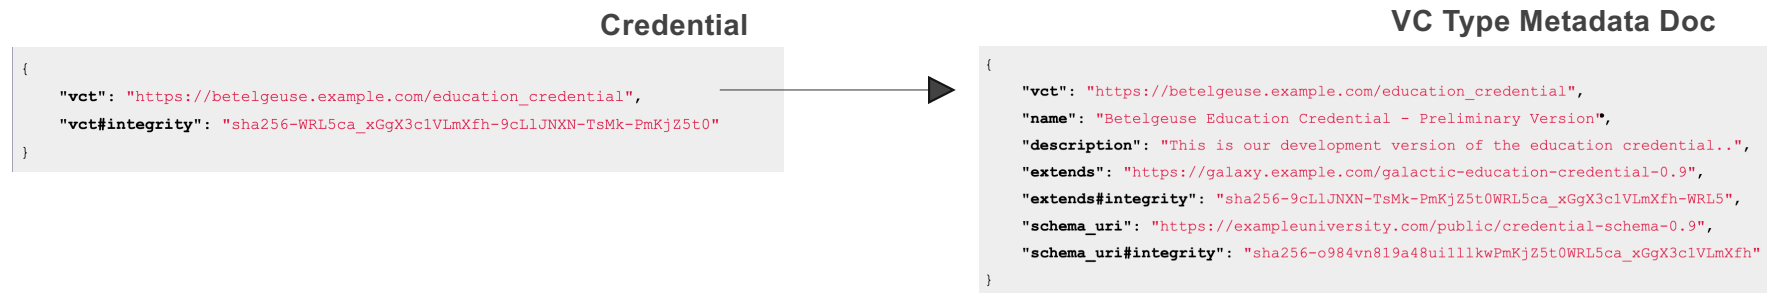 Credential
{
"vct": "https://betelgeuse.example.com/education_credential",
"vct#integrity": "sha256-WRL5ca_xGgX3c1VLmXfh-9cLlJNXN-TsMk-PmKjZ5t0"
}
VC Type Metadata Doc
{
"vct": "https://betelgeuse.example.com/education_credential",
"name": "Betelgeuse Education Credential - Preliminary Version",
"description": "This is our development version of the education credential..",
"extends": "https://galaxy.example.com/galactic-education-credential-0.9",
"extends#integrity": "sha256-9cLlJNXN-TsMk-PmKjZ5t0WRL5ca_xGgX3c1VLmXfh-WRL5",
"schema_uri": "https://exampleuniversity.com/public/credential-schema-0.9",
"schema_uri#integrity": "sha256-o984vn819a48ui1llkwPmKjZ5t0WRL5ca_xGgX3c1VLmXfh"
}